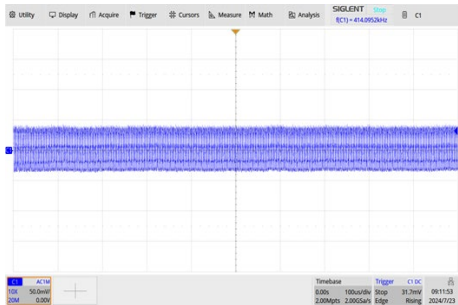 Utility Display Acquire Trigger Cursors Measure Math Analysis SIGLENT Stop C1
f(C1) = 414.0952kHz
C1 AC1M
10X 50.0mV/
20M 0.00V
Timebase Trigger C1 DC
0.00s 100us/div Stop 31.7mV 09:11:53
2.00Mpts 2.00GSa/s Edge Rising 2024/7/23